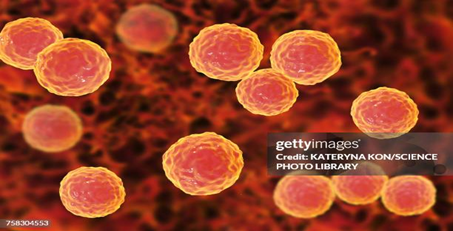 gettyimages
Credit: KATERYNA KON/SCIENCE
PHOTO LIBRARY
758304553